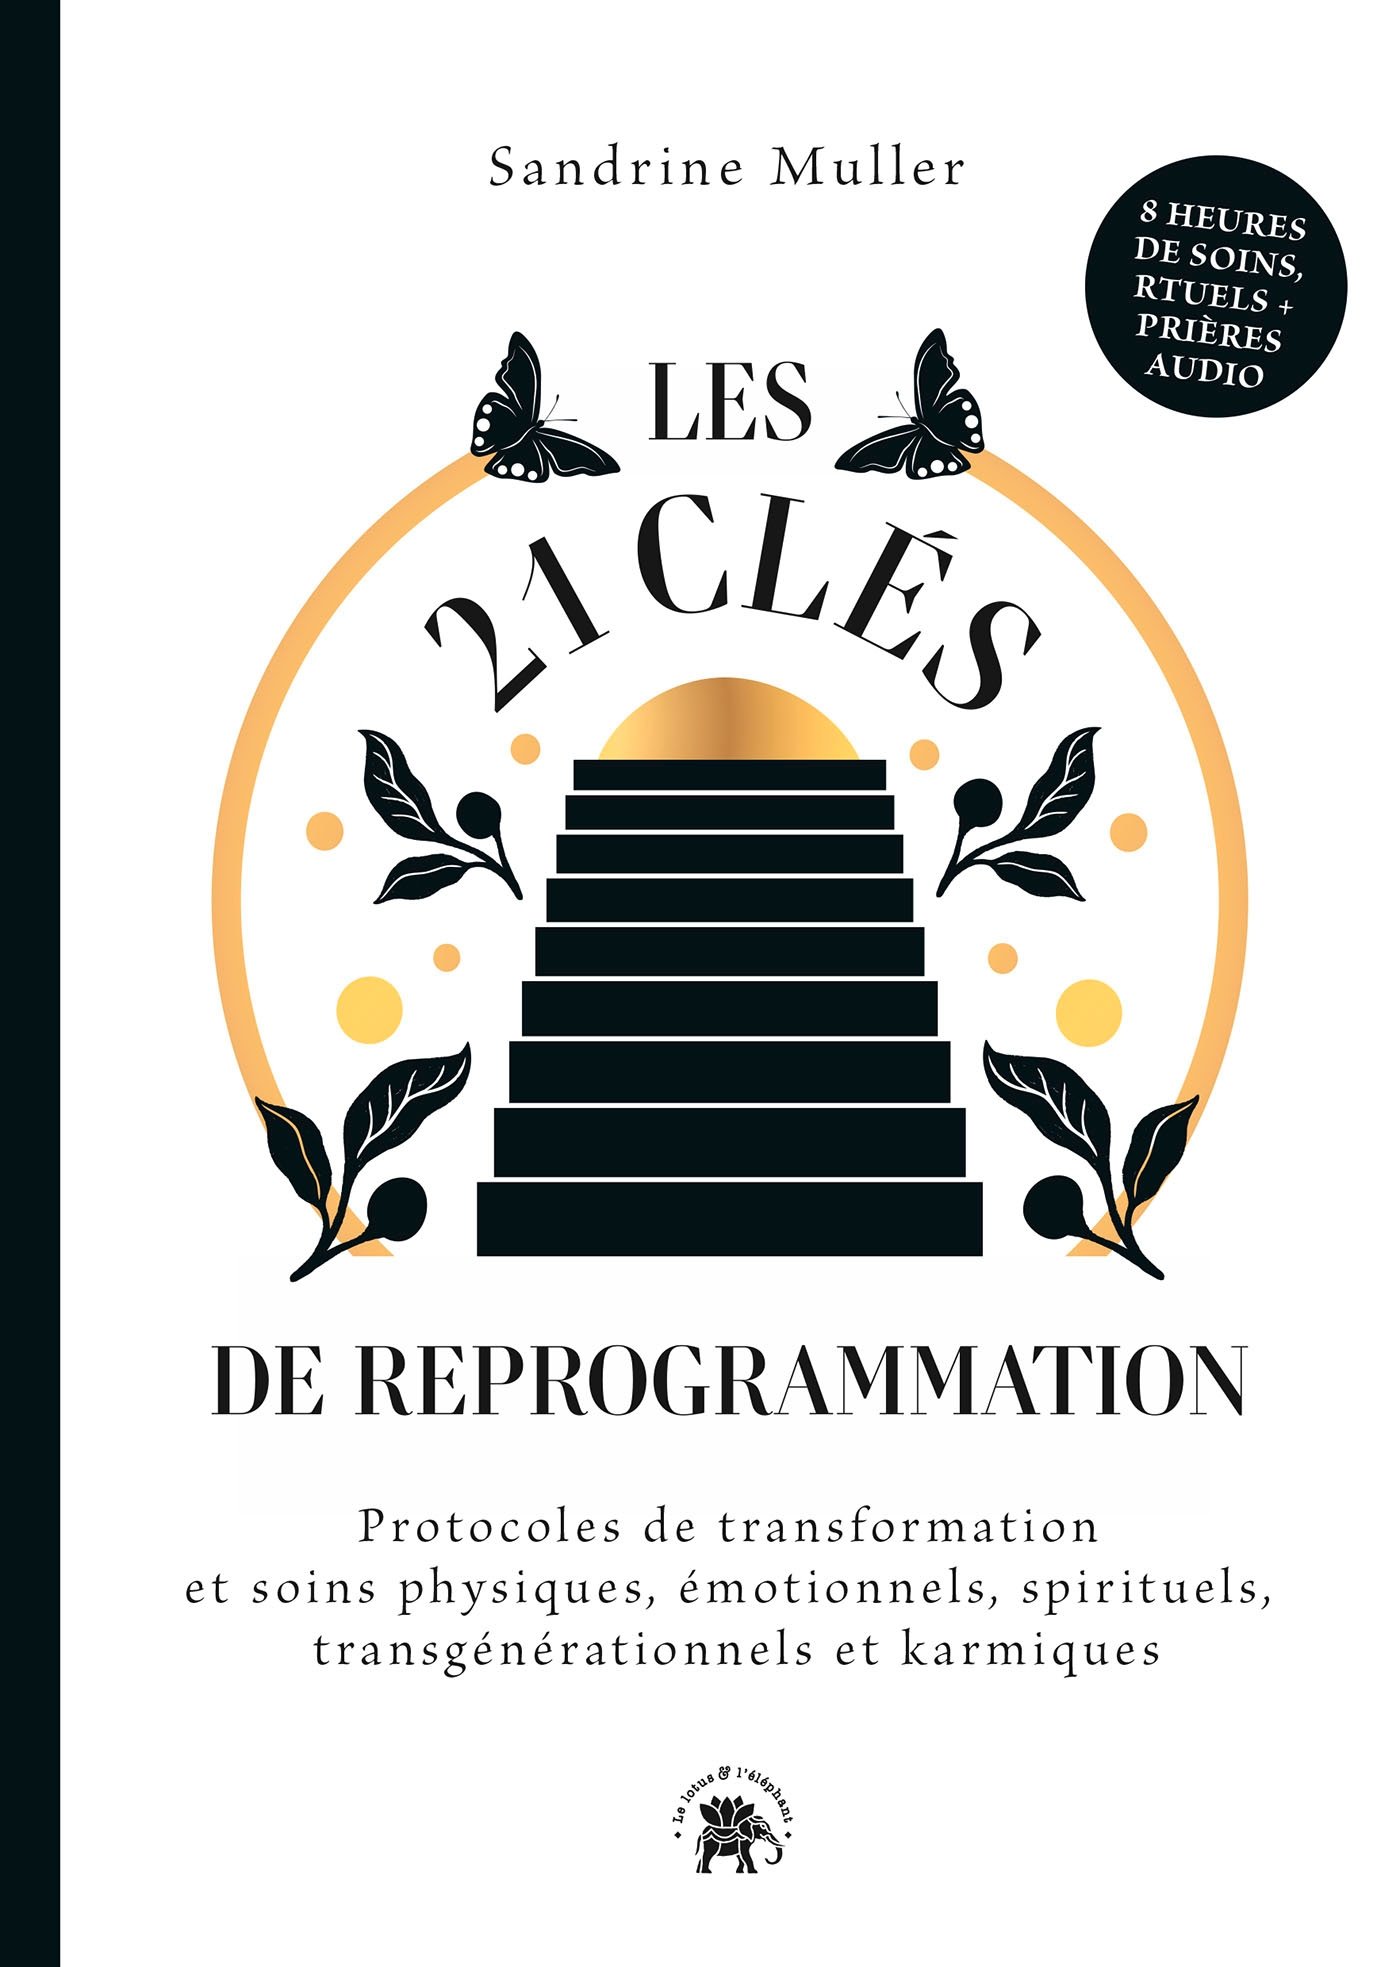 Sandrine Muller
8 HEURES
DE SOINS,
RTUELS +
PRIÈRES
AUDIO
LES
21 CLÉS
DE REPROGRAMMATION
Protocoles de transformation
et soins physiques, émotionnels, spirituels,
transgénérationnels et karmiques
Le lotus & l'éléphant